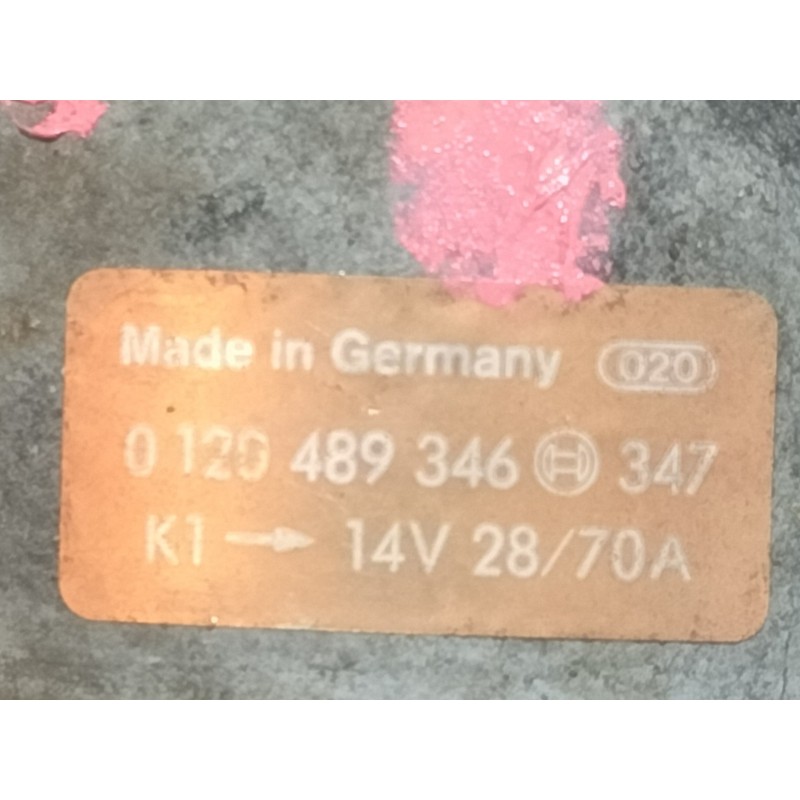 Made in Germany 020
0 120 489 346 347
K1 → 14V 28/70A